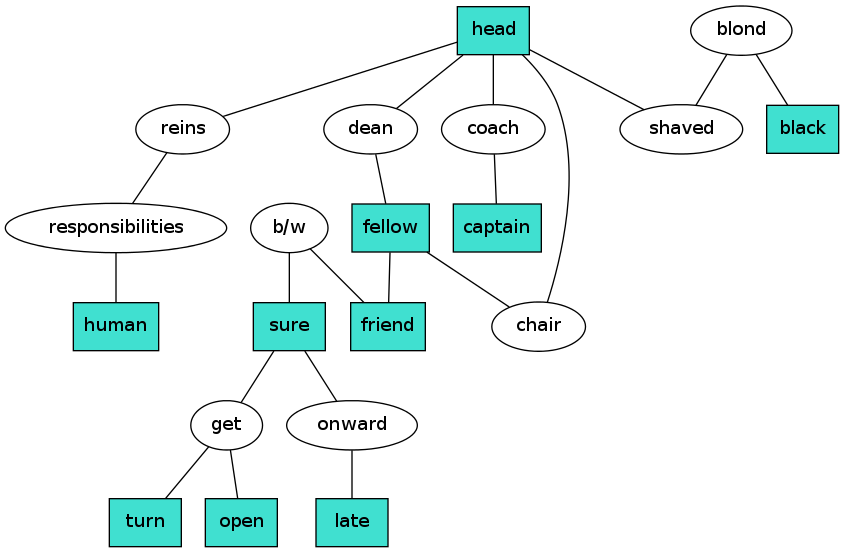 head
blond
reins
dean
coach
shaved
black
responsibilities
b/w
fellow
captain
human
sure
friend
chair
get
onward
turn
open
late